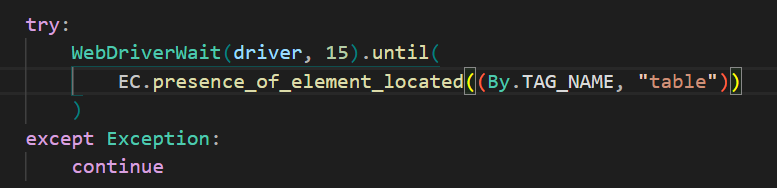 try:
WebDriverWait(driver, 15).until(
EC.presence_of_element_located((By.TAG_NAME, "table"))
)
except Exception:
continue